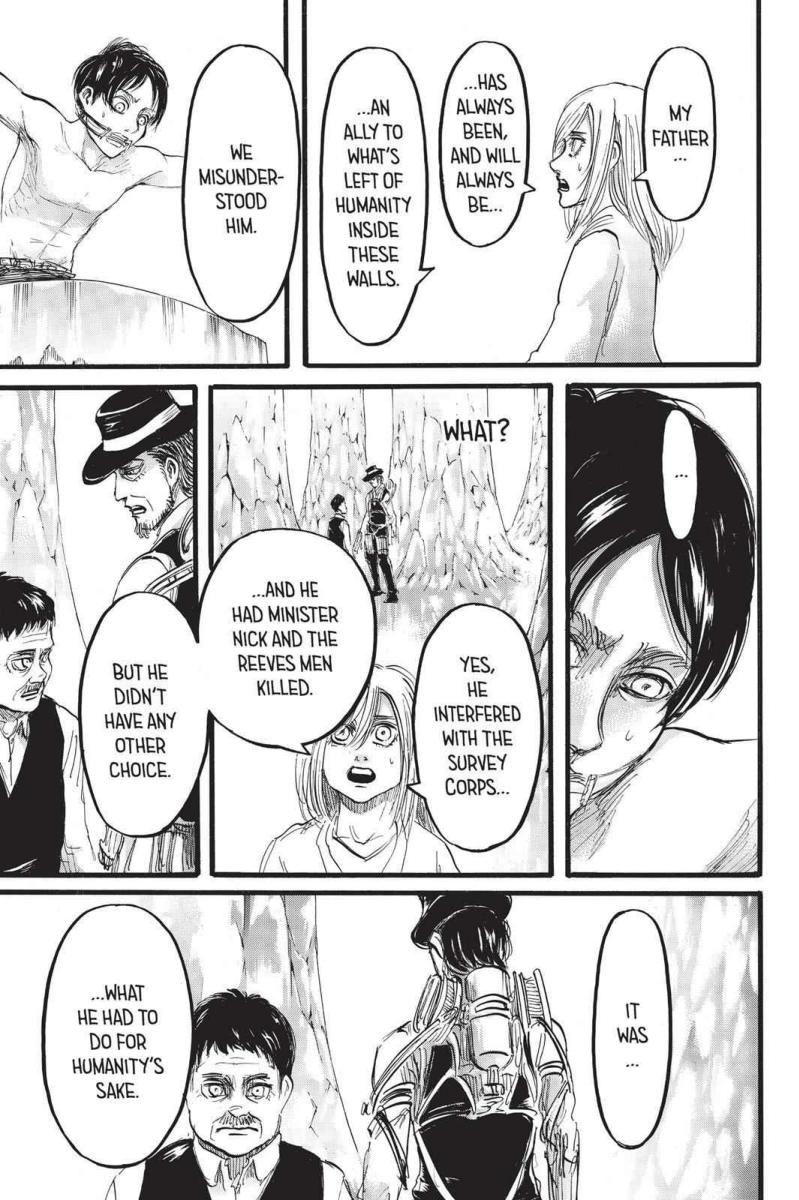 MY
FATHER
...
...HAS
ALWAYS
BEEN,
AND WILL
ALWAYS
BE...
...AN
ALLY TO
WHAT'S
LEFT OF
HUMANITY
INSIDE
THESE
WALLS.
WE
MISUNDER-
STOOD
HIM.
...
WHAT?
YES,
HE
INTERFERED
WITH THE
SURVEY
CORPS...
...AND HE
HAD MINISTER
NICK AND THE
REEVES MEN
KILLED.
BUT HE
DIDN'T
HAVE ANY
OTHER
CHOICE.
IT
WAS
...
...WHAT
HE HAD TO
DO FOR
HUMANITY'S
SAKE.